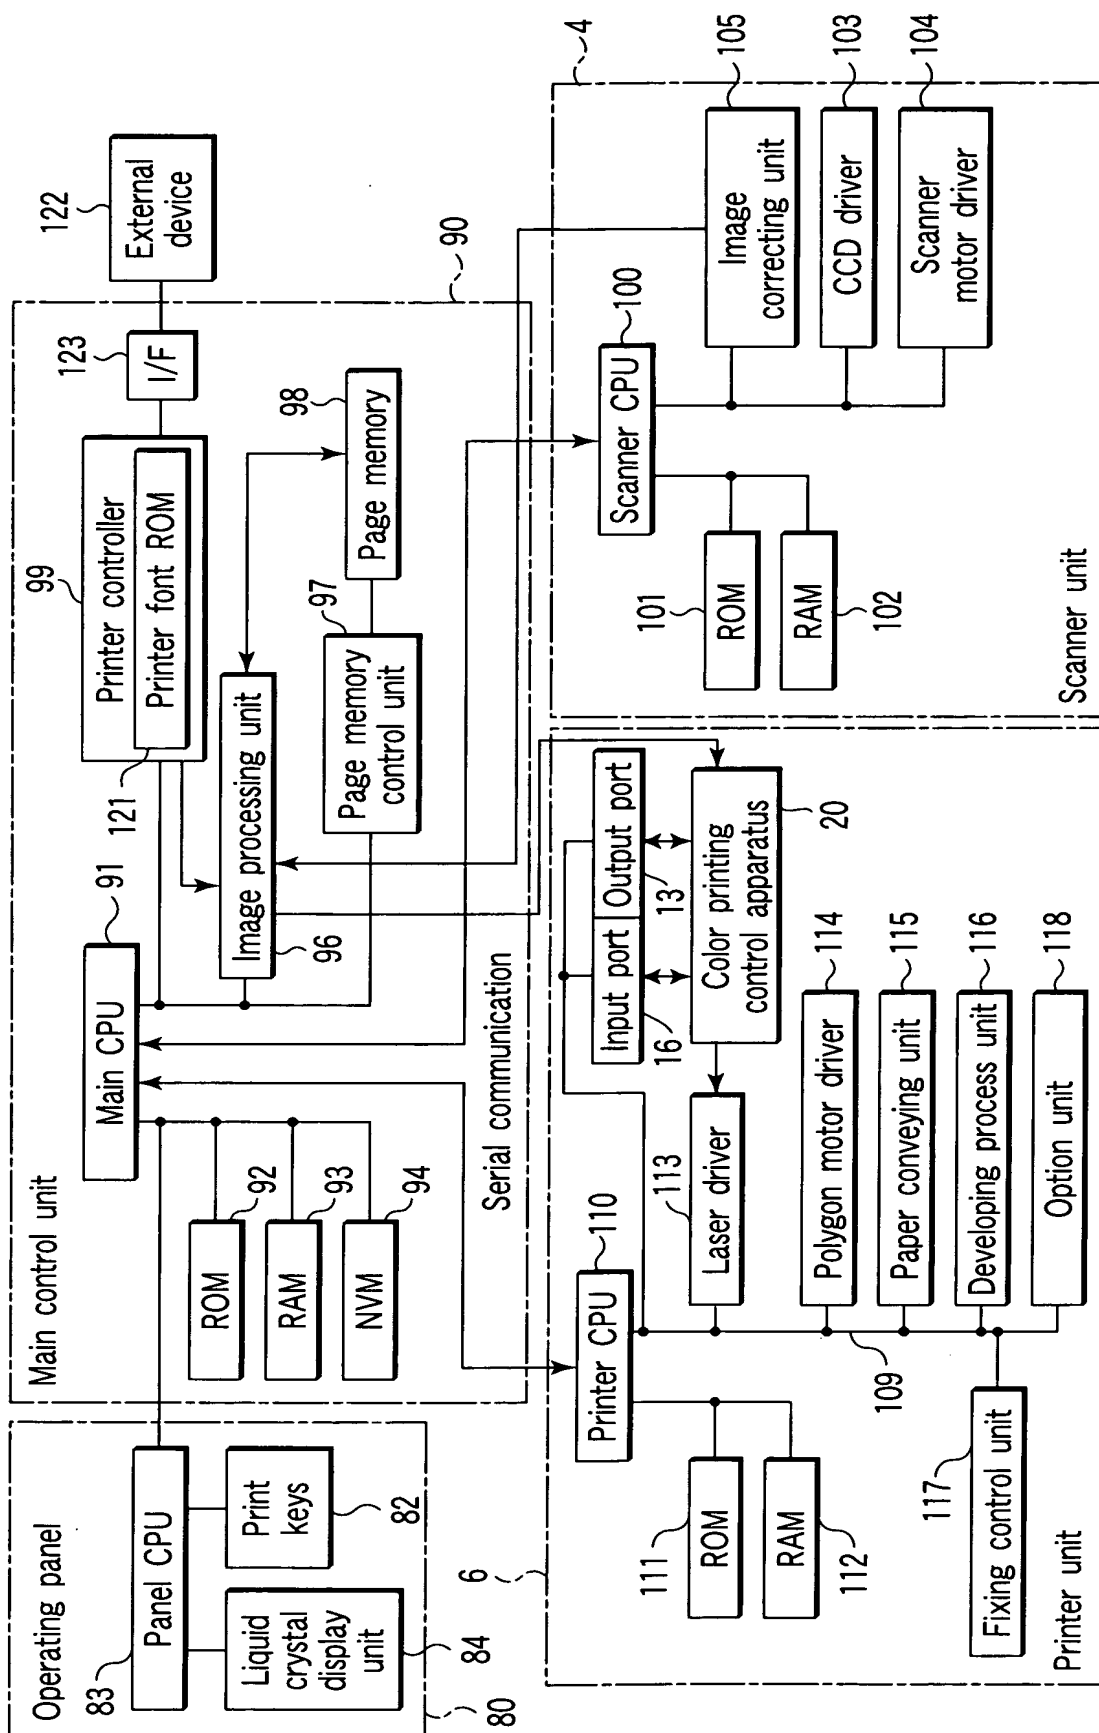 Operating panel
83
Panel CPU
Print
keys
82
Liquid
crystal
display
unit
84
80
Main control unit
Main CPU
91
ROM
92
RAM
93
NVM
94
Serial communication
99
Printer controller
Printer font ROM
121
123
I/F
122
External
device
90
Image processing unit
96
97
Page memory
control unit
98
Page memory
6
Printer CPU
110
111
ROM
RAM
112
113
Laser driver
Input port
16
Output port
13
Color printing
control apparatus
20
Polygon motor driver
114
Paper conveying unit
115
Developing process unit
116
Option unit
118
109
117
Fixing control unit
Printer unit
4
Scanner CPU
100
101
ROM
RAM
102
Image
correcting unit
105
CCD driver
103
Scanner
motor driver
104
Scanner unit